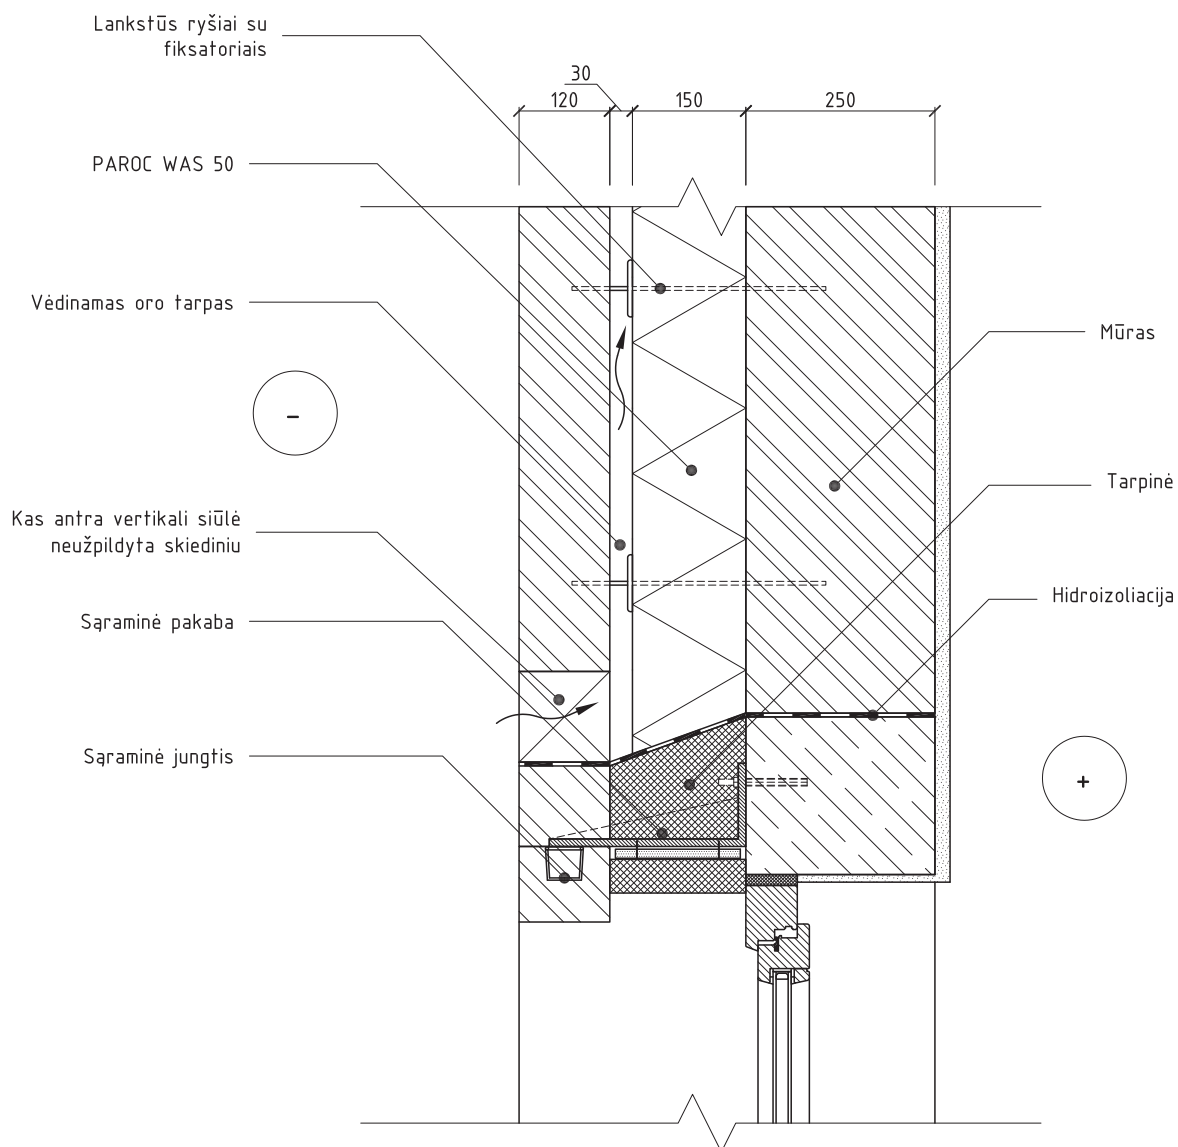 Lankstūs ryšiai su
fiksatoriais
30
120
150
250
PAROC WAS 50
Vėdinamas oro tarpas
Mūras
–
Tarpinė
Kas antra vertikali siūlė
neužpildyta skiediniu
Hidroizoliacija
Sąraminė pakaba
Sąraminė jungtis
+